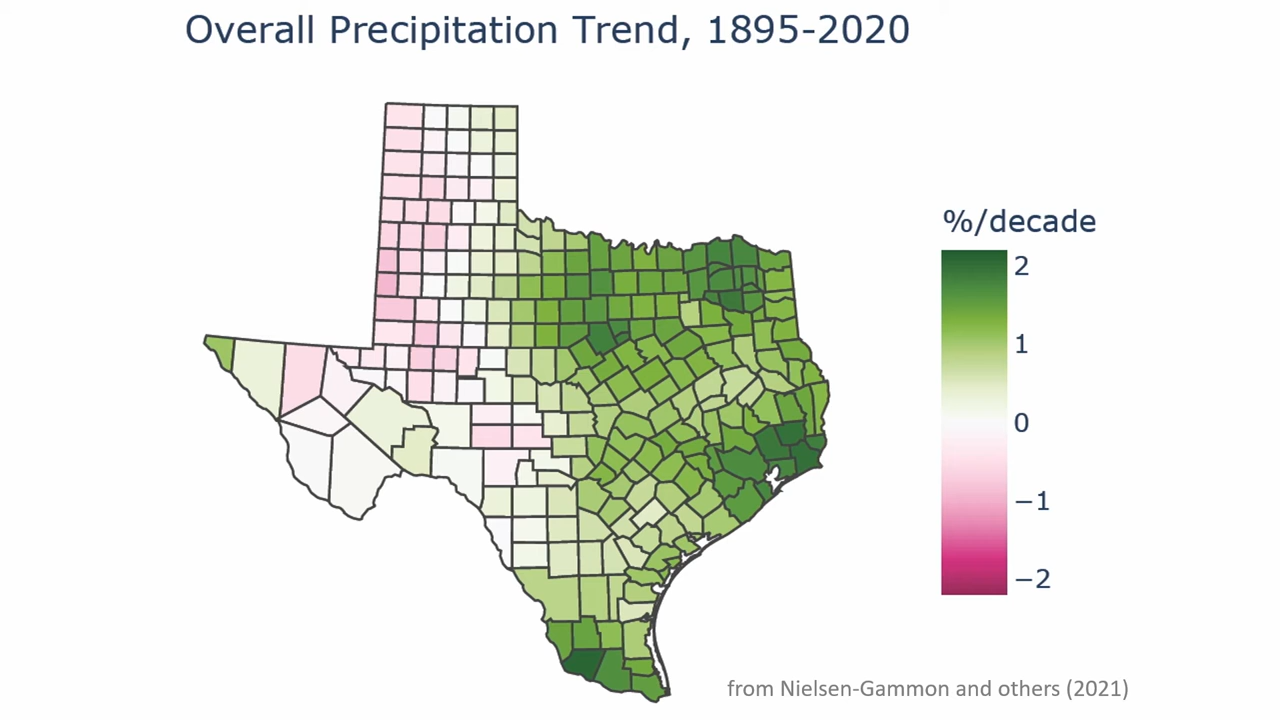 Overall Precipitation Trend, 1895-2020
%/decade
2
1
0
−1
−2
from Nielsen-Gammon and others (2021)